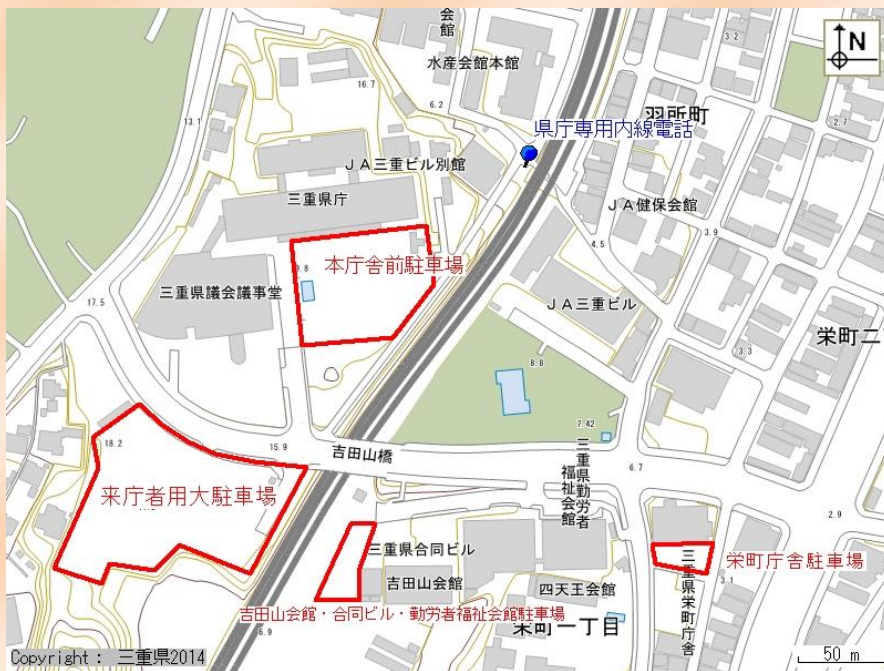 会館
水産会館本館
3.2
N
13.1
16.7
6.2
羽所町
2.7
県庁専用内線電話
JA三重ビル別館
三重県庁
JA健保会館
3.9
4.5
本庁舎前駐車場
9.8
三重県議会議事堂
17.5
JA三重ビル
栄町二
3.3
8.8
7.42
18.2
15.9
吉田山橋
三重県勤労者
福祉会館
6.7
来庁者用大駐車場
2.9
三重県合同ビル
栄町庁舎駐車場
三重県栄町庁舎
吉田山会館
四天王会館
3.1
吉田山会館・合同ビル・勤労者福祉会館駐車場
6.9
栄町一丁目
Copyright : 三重県2014
50 m